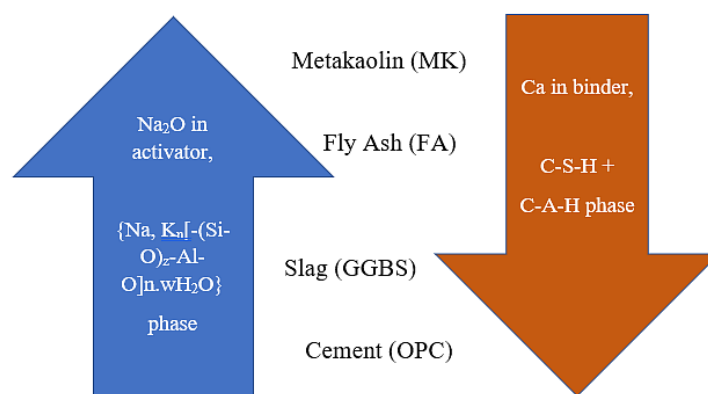 Na₂O in
activator,
{Na, Kₙ[-(Si-
O)z-Al-
O]n.wH₂O}
phase
Metakaolin (MK)
Fly Ash (FA)
Slag (GGBS)
Cement (OPC)
Ca in binder,
C-S-H +
C-A-H phase